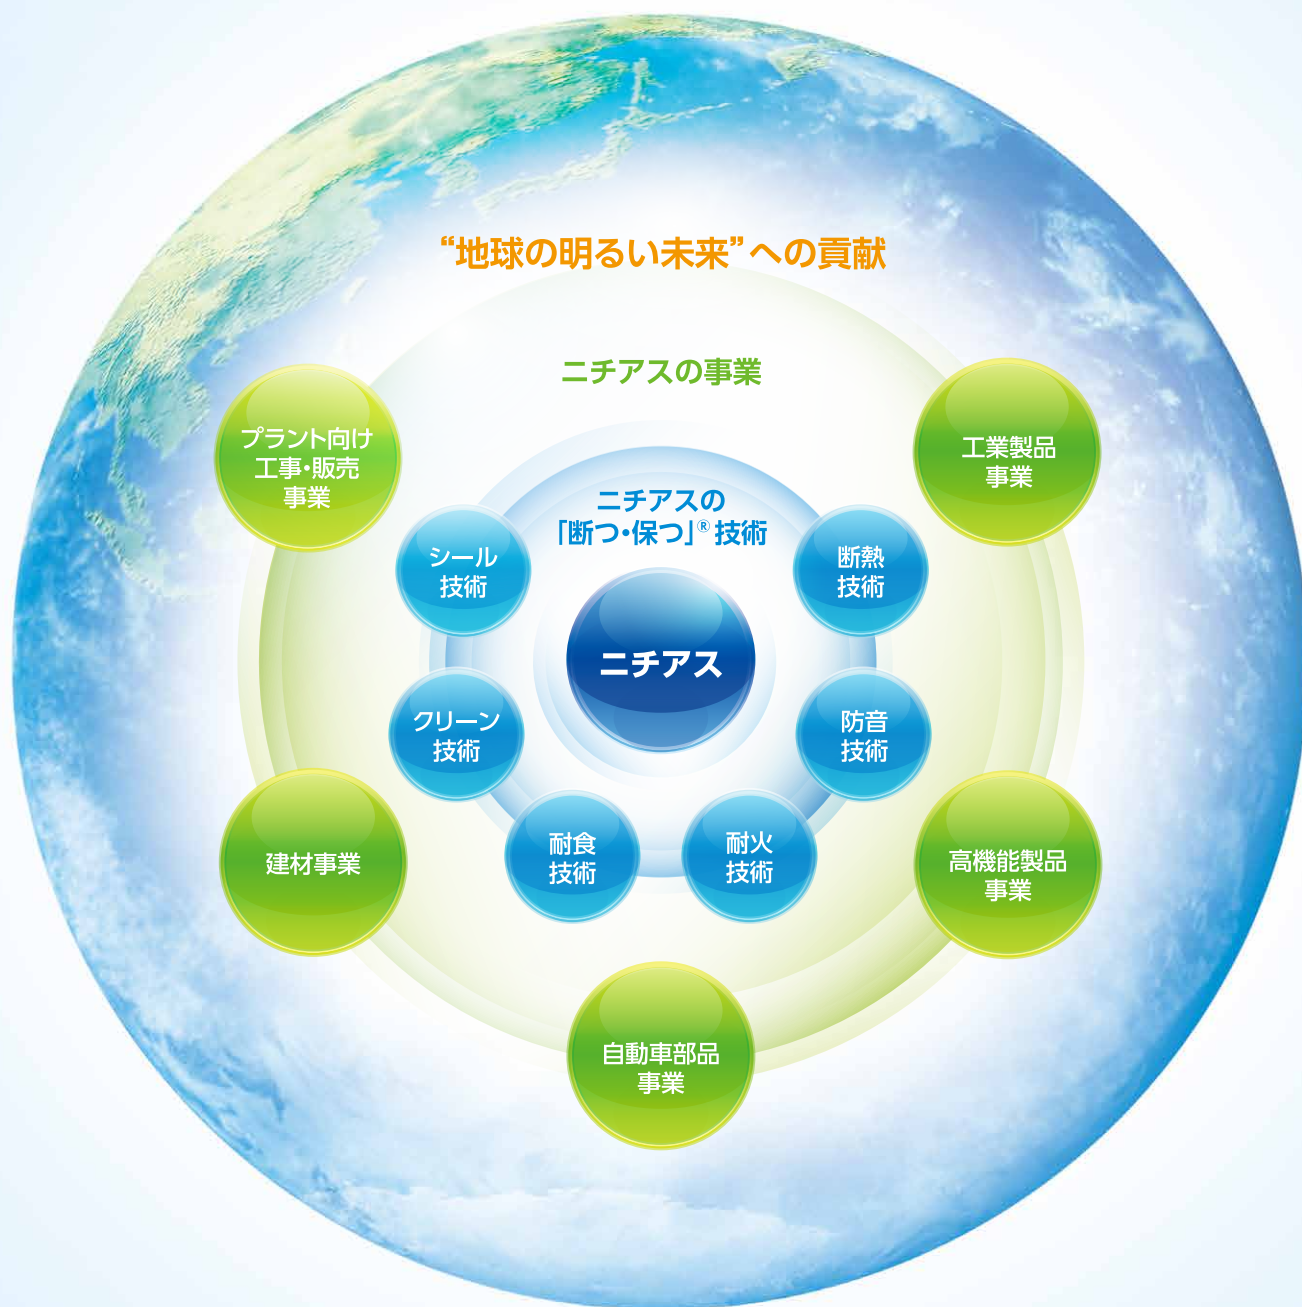 “地球の明るい未来”への貢献
ニチアスの事業
プラント向け
工事・販売
事業
工業製品
事業
ニチアスの
「断つ・保つ」®技術
シール
技術
断熱
技術
ニチアス
クリーン
技術
防音
技術
耐食
技術
耐火
技術
建材事業
高機能製品
事業
自動車部品
事業